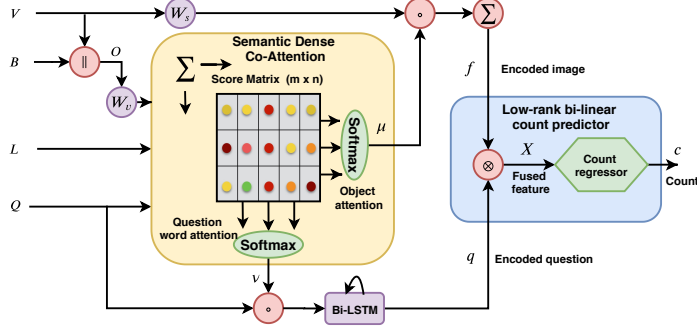 V
W_s
∘
∑
B
||
O
W_v
L
Q
Semantic Dense
Co-Attention
∑
Score Matrix (m x n)
Softmax
μ
Object
attention
Question
word attention
Softmax
ν
∘
Bi-LSTM
f
Encoded image
Low-rank bi-linear
count predictor
⊗
X
Fused
feature
Count
regressor
c
Count
q
Encoded question